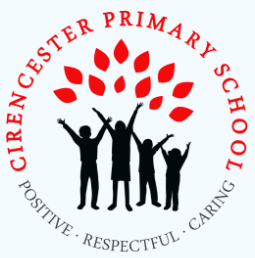 CIRENCESTER PRIMARY SCHOOL
POSITIVE · RESPECTFUL · CARING